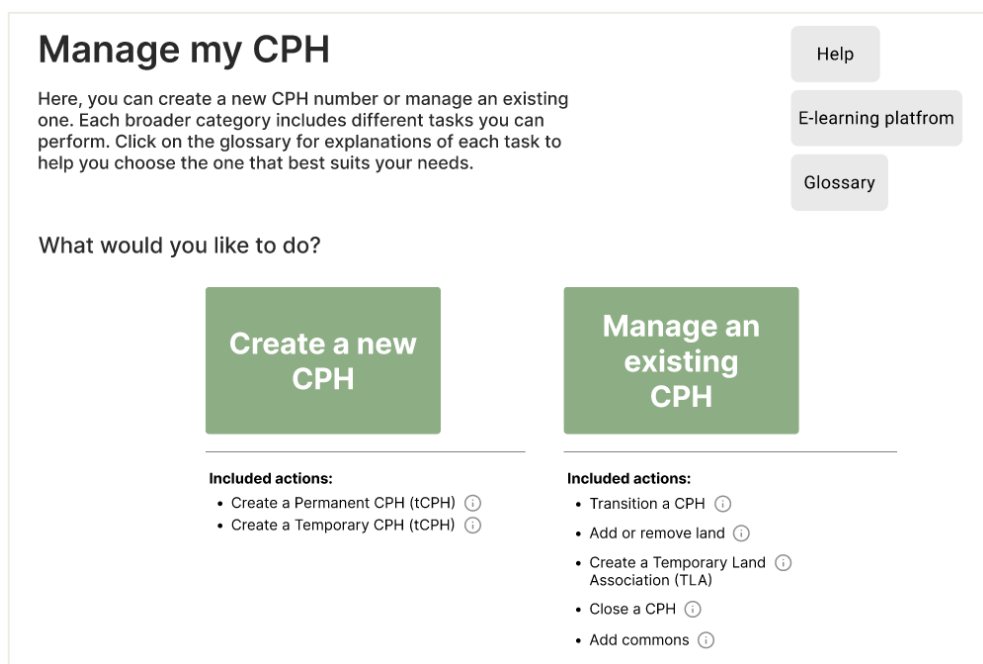 Manage my CPH
Help
Here, you can create a new CPH number or manage an existing
one. Each broader category includes different tasks you can
perform. Click on the glossary for explanations of each task to
help you choose the one that best suits your needs.
E-learning platfrom
Glossary
What would you like to do?
Create a new
CPH
Manage an
existing
CPH
Included actions:
• Create a Permanent CPH (tCPH)
• Create a Temporary CPH (tCPH)
Included actions:
• Transition a CPH
• Add or remove land
• Create a Temporary Land
Association (TLA)
• Close a CPH
• Add commons